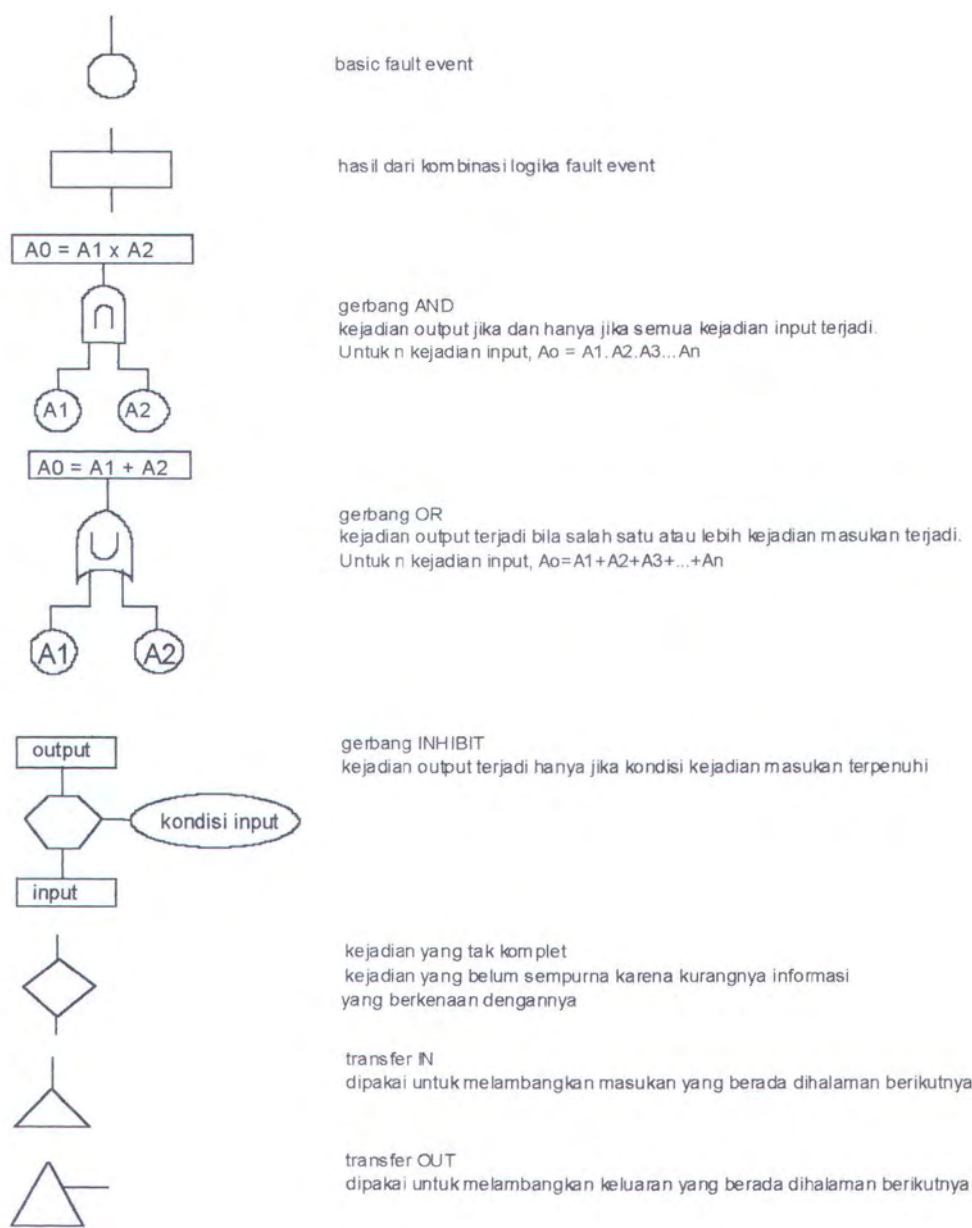 basic fault event
hasil dari kombinasi logika fault event
A0 = A1 x A2
gerbang AND
kejadian output jika dan hanya jika semua kejadian input terjadi.
Untuk n kejadian input, Ao = A1.A2.A3...An
A1 A2
A0 = A1 + A2
gerbang OR
kejadian output terjadi bila salah satu atau lebih kejadian masukan terjadi.
Untuk n kejadian input, Ao=A1+A2+A3+...+An
A1 A2
output
gerbang INHIBIT
kejadian output terjadi hanya jika kondisi kejadian masukan terpenuhi
kondisi input
input
kejadian yang tak komplet
kejadian yang belum sempurna karena kurangnya informasi
yang berkenaan dengannya
transfer IN
dipakai untuk melambangkan masukan yang berada dihalaman berikutnya
transfer OUT
dipakai untuk melambangkan keluaran yang berada dihalaman berikutnya